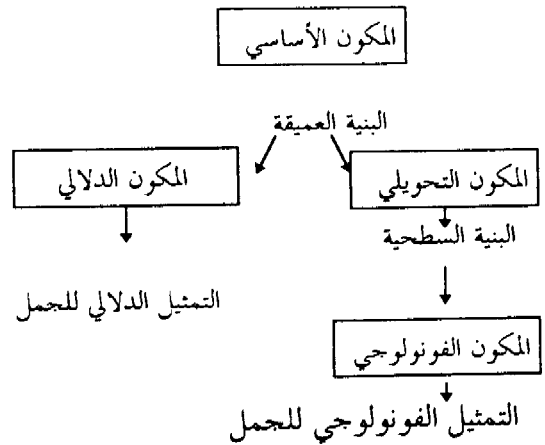 المكون الأساسي
البنية العميقة
المكون التحويلي
المكون الدلالي
البنية السطحية
التمثيل الدلالي للجمل
المكون الفونولوجي
التمثيل الفونولوجي للجمل